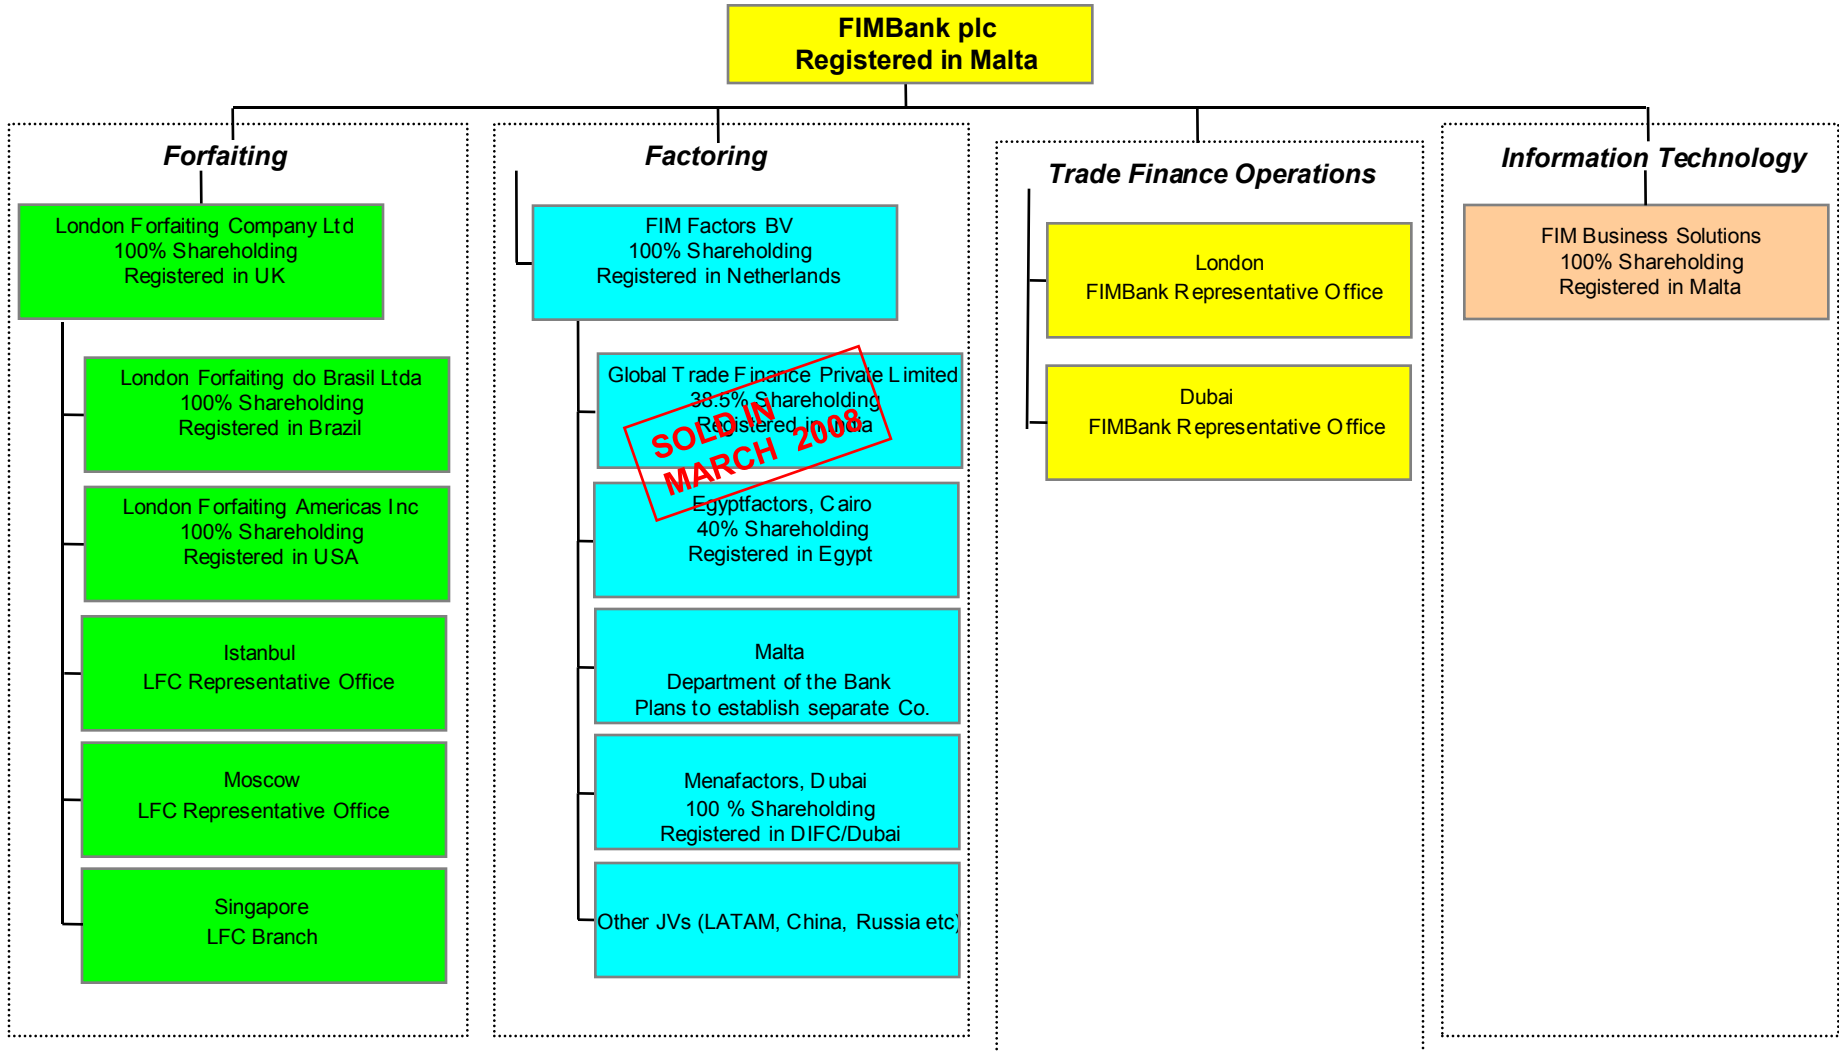 FIMBank plc
Registered in Malta
Forfaiting
London Forfaiting Company Ltd
100% Shareholding
Registered in UK
London Forfaiting do Brasil Ltda
100% Shareholding
Registered in Brazil
London Forfaiting Americas Inc
100% Shareholding
Registered in USA
Istanbul
LFC Representative Office
Moscow
LFC Representative Office
Singapore
LFC Branch
Factoring
FIM Factors BV
100% Shareholding
Registered in Netherlands
Global Trade Finance Private Limited
38.5% Shareholding
Registered in India
SOLD IN
MARCH 2008
Egyptfactors, Cairo
40% Shareholding
Registered in Egypt
Malta
Department of the Bank
Plans to establish separate Co.
Menafactors, Dubai
100 % Shareholding
Registered in DIFC/Dubai
Other JVs (LATAM, China, Russia etc)
Trade Finance Operations
London
FIMBank Representative Office
Dubai
FIMBank Representative Office
Information Technology
FIM Business Solutions
100% Shareholding
Registered in Malta